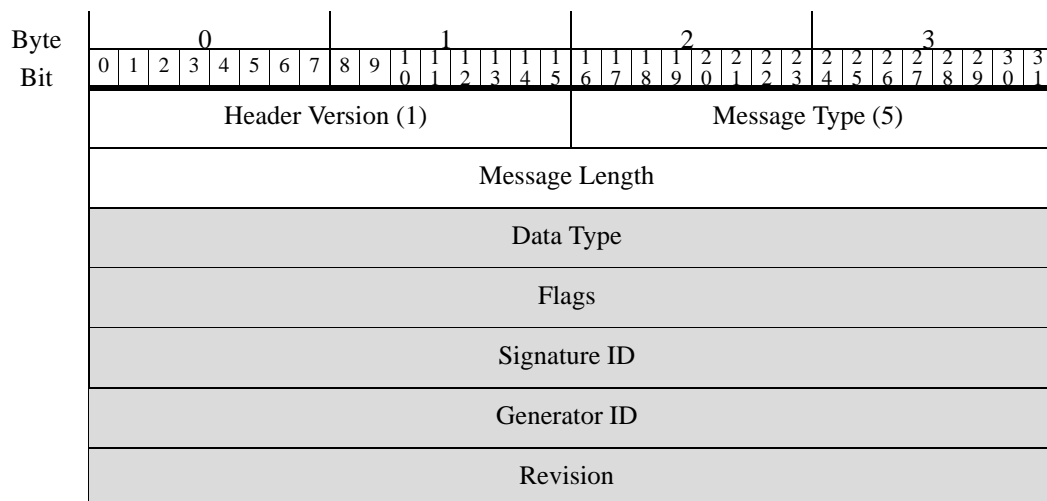 Byte 0 1 2 3
Bit 0 1 2 3 4 5 6 7 8 9 10 11 12 13 14 15 16 17 18 19 20 21 22 23 24 25 26 27 28 29 30 31
Header Version (1) Message Type (5)
Message Length
Data Type
Flags
Signature ID
Generator ID
Revision